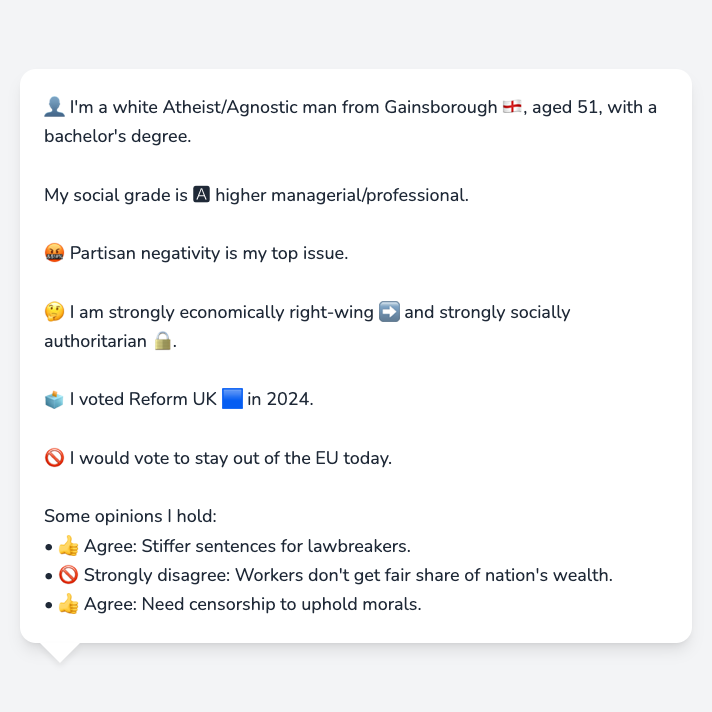 👤 I'm a white Atheist/Agnostic man from Gainsborough 🏴󠁧󠁢󠁥󠁮󠁧󠁿, aged 51, with a
bachelor's degree.
My social grade is 🅰 higher managerial/professional.
🤬 Partisan negativity is my top issue.
🤔 I am strongly economically right-wing ➡️ and strongly socially
authoritarian 🔒.
🗳️ I voted Reform UK 🟦 in 2024.
🚫 I would vote to stay out of the EU today.
Some opinions I hold:
• 👍 Agree: Stiffer sentences for lawbreakers.
• 🚫 Strongly disagree: Workers don't get fair share of nation's wealth.
• 👍 Agree: Need censorship to uphold morals.